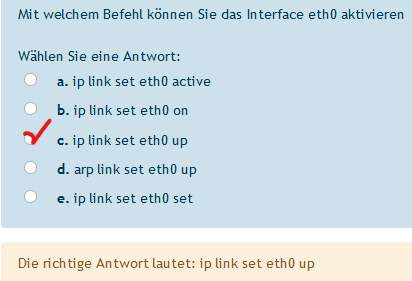 Mit welchem Befehl können Sie das Interface eth0 aktivieren
Wählen Sie eine Antwort:
a. ip link set eth0 active
b. ip link set eth0 on
c. ip link set eth0 up
d. arp link set eth0 up
e. ip link set eth0 set
Die richtige Antwort lautet: ip link set eth0 up